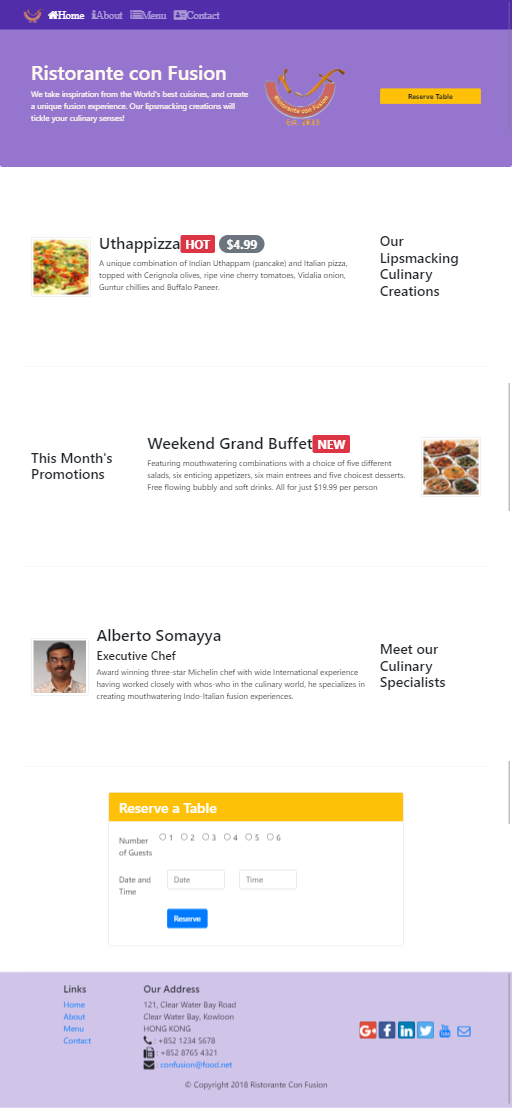 Home About Menu Contact
Ristorante con Fusion
We take inspiration from the World's best cuisines, and create
a unique fusion experience. Our lipsmacking creations will
tickle your culinary senses!
Ristorante con Fusion
Est. 2015
Reserve Table
Uthappizza HOT $4.99
A unique combination of Indian Uthappam (pancake) and Italian pizza,
topped with Cerignola olives, ripe vine cherry tomatoes, Vidalia onion,
Guntur chillies and Buffalo Paneer.
Our
Lipsmacking
Culinary
Creations
This Month's
Promotions
Weekend Grand Buffet NEW
Featuring mouthwatering combinations with a choice of five different
salads, six enticing appetizers, six main entrees and five choicest desserts.
Free flowing bubbly and soft drinks. All for just $19.99 per person
Alberto Somayya
Executive Chef
Award winning three-star Michelin chef with wide International experience
having worked closely with whos-who in the culinary world, he specializes in
creating mouthwatering Indo-Italian fusion experiences.
Meet our
Culinary
Specialists
Reserve a Table
Number
of Guests
1 2 3 4 5 6
Date and
Time
Date
Time
Reserve
Links
Home
About
Menu
Contact
Our Address
121, Clear Water Bay Road
Clear Water Bay, Kowloon
HONG KONG
: +852 1234 5678
: +852 8765 4321
: confusion@food.net
© Copyright 2018 Ristorante Con Fusion